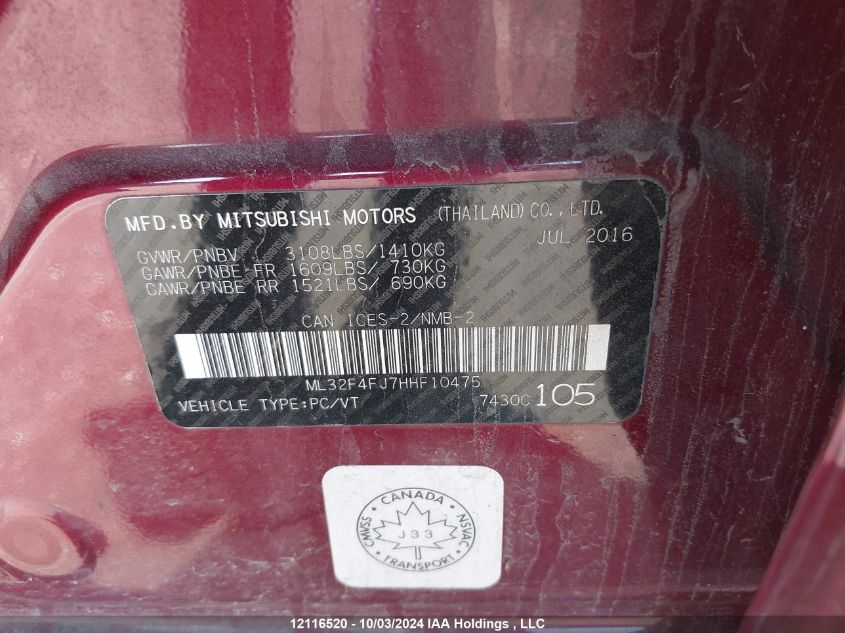 MFD.BY MITSUBISHI MOTORS (THAILAND) CO., LTD.
JUL 2016
GVWR/PNBV : 3108LBS/1410KG
GAWR/PNBE FR 1609LBS/ 730KG
GAWR/PNBE RR 1521LBS/ 690KG
CAN ICES-2/NMB-2
ML32F4FJ7HHF10475
VEHICLE TYPE:PC/VT 7430C 105
CANADA
CMVSS J33 NSVAC
TRANSPORT
12116520 - 10/03/2024 IAA Holdings , LLC